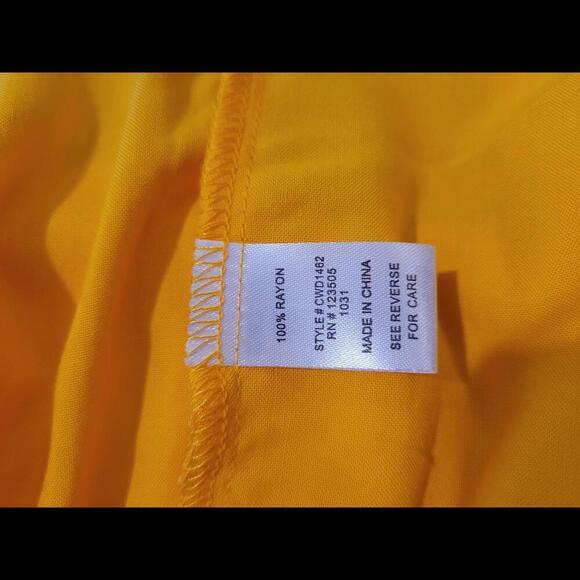 100% RAYON
STYLE# CWD1462
RN # 123505
1031
MADE IN CHINA
SEE REVERSE
FOR CARE